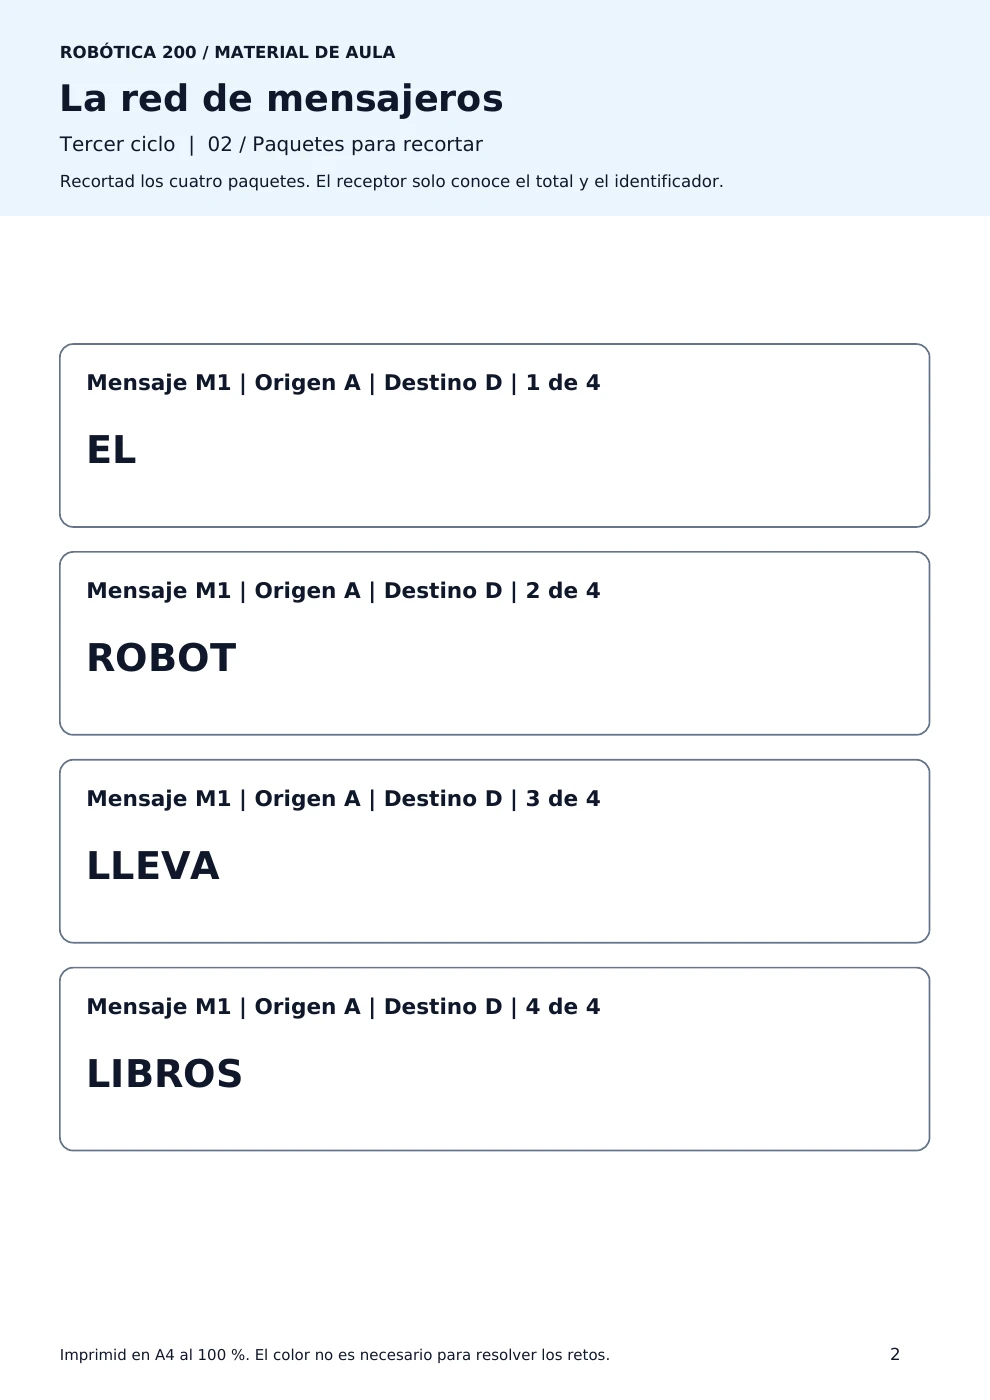 ROBÓTICA 200 / MATERIAL DE AULA
La red de mensajeros
Tercer ciclo | 02 / Paquetes para recortar
Recortad los cuatro paquetes. El receptor solo conoce el total y el identificador.
Mensaje M1 | Origen A | Destino D | 1 de 4
EL
Mensaje M1 | Origen A | Destino D | 2 de 4
ROBOT
Mensaje M1 | Origen A | Destino D | 3 de 4
LLEVA
Mensaje M1 | Origen A | Destino D | 4 de 4
LIBROS
Imprimid en A4 al 100 %. El color no es necesario para resolver los retos. 2